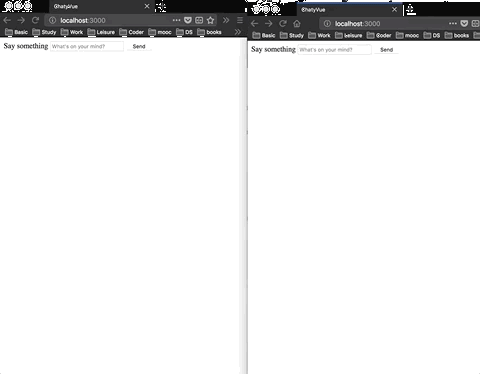 ChatyVue
localhost:3000
Basic Study Work Leisure Coder mooc DS books
Say something What's on your mind? Send
ChatyVue
localhost:3000
Basic Study Work Leisure Coder mooc DS books
Say something What's on your mind? Send